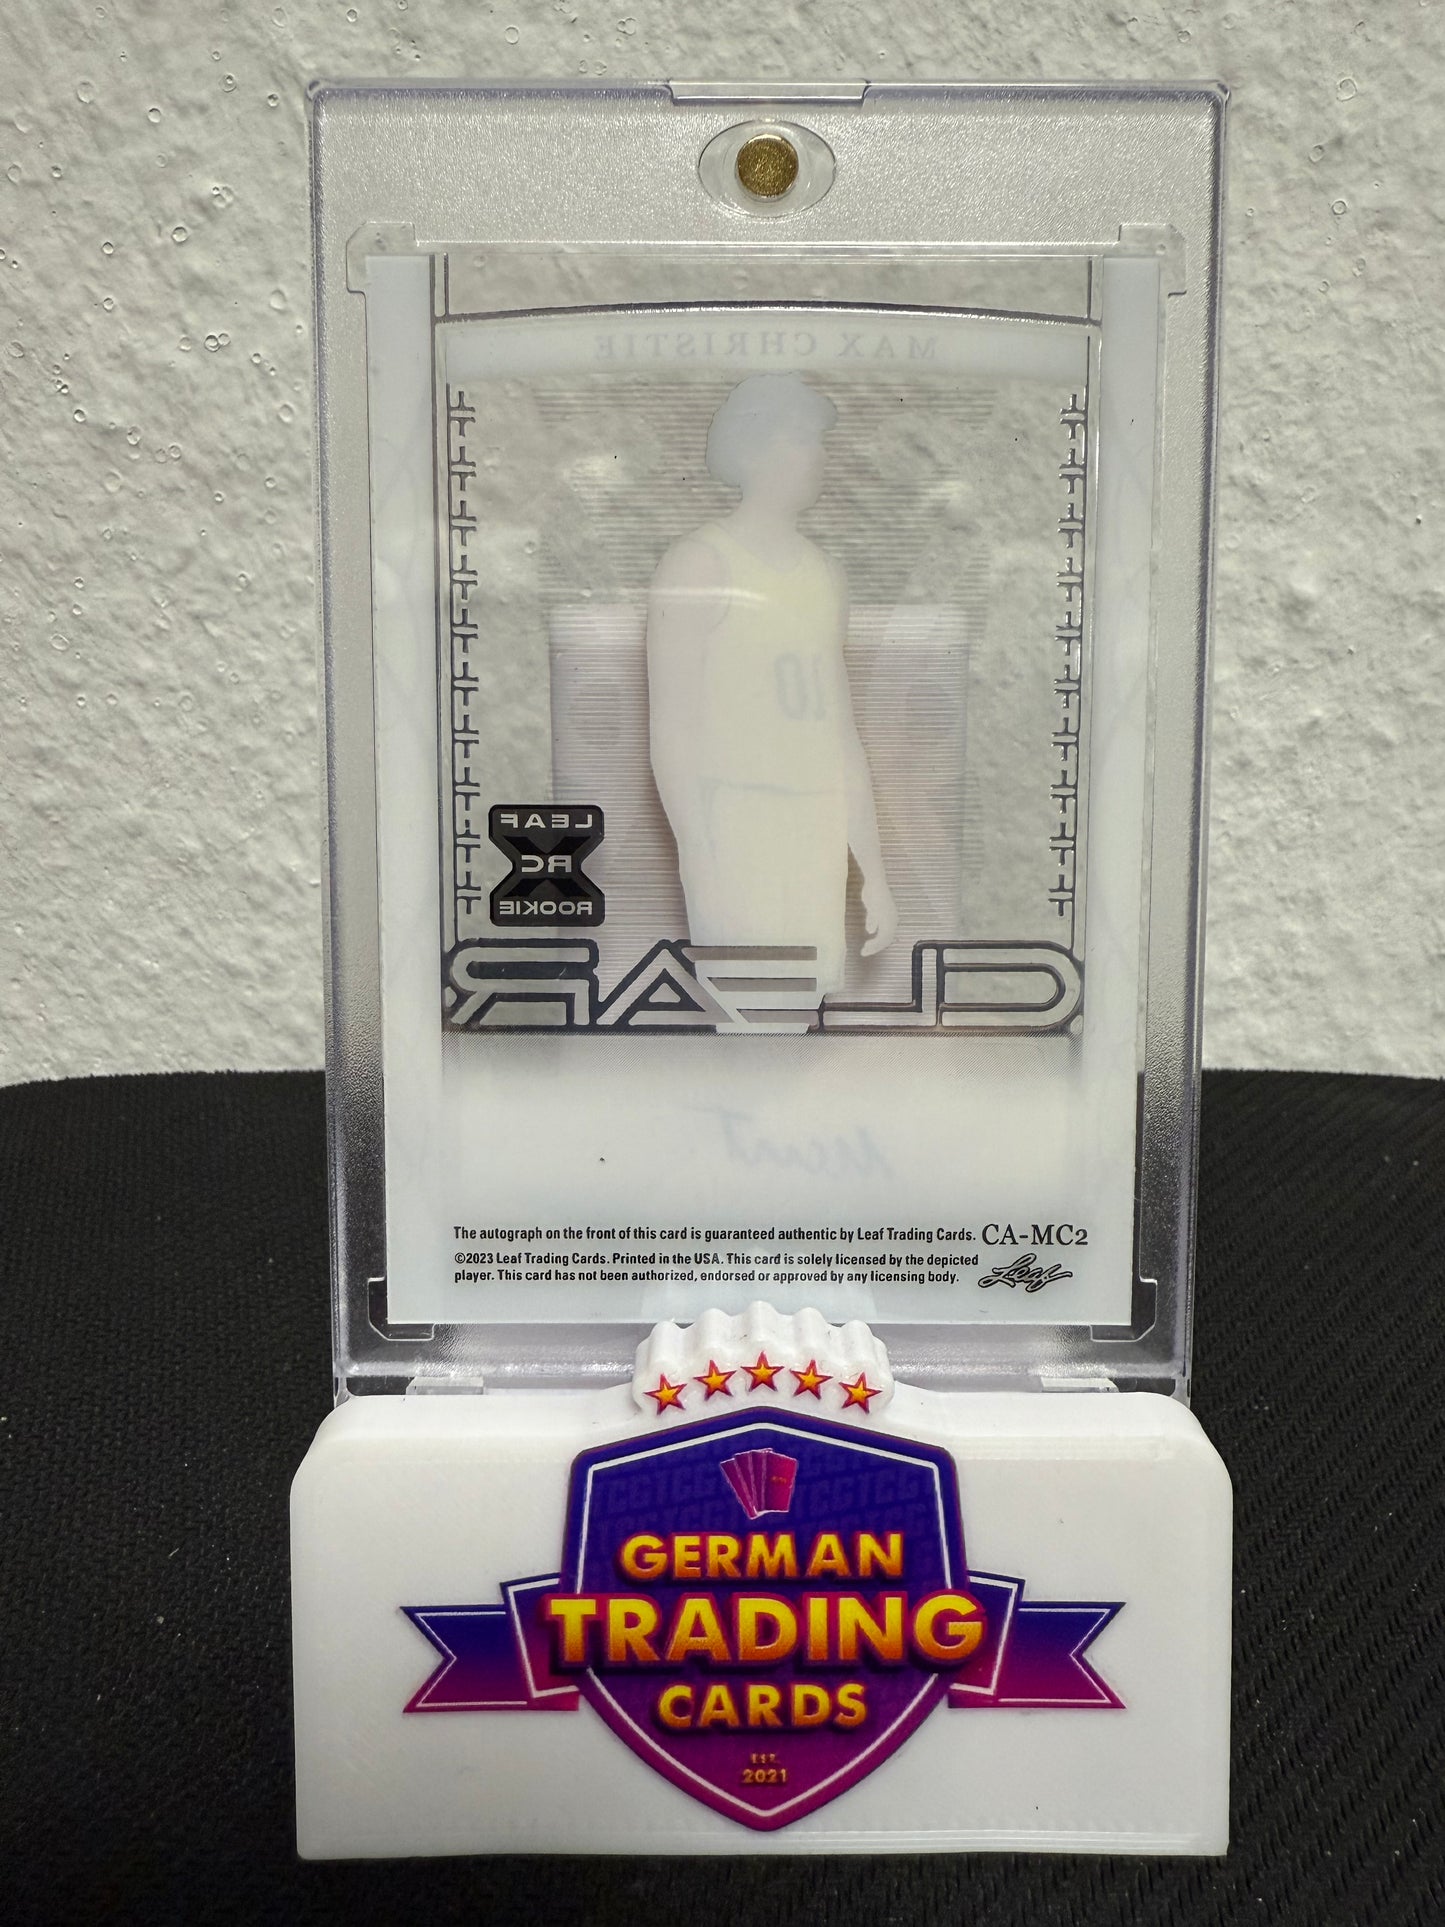 MAX CHRISTIE
10
LEAF
RC
ROOKIE
CLEAR
The autograph on the front of this card is guaranteed authentic by Leaf Trading Cards. CA-MC2
©2023 Leaf Trading Cards. Printed in the USA. This card is solely licensed by the depicted
player. This card has not been authorized, endorsed or approved by any licensing body.
Leaf
GERMAN
TRADING
CARDS
EST.
2021